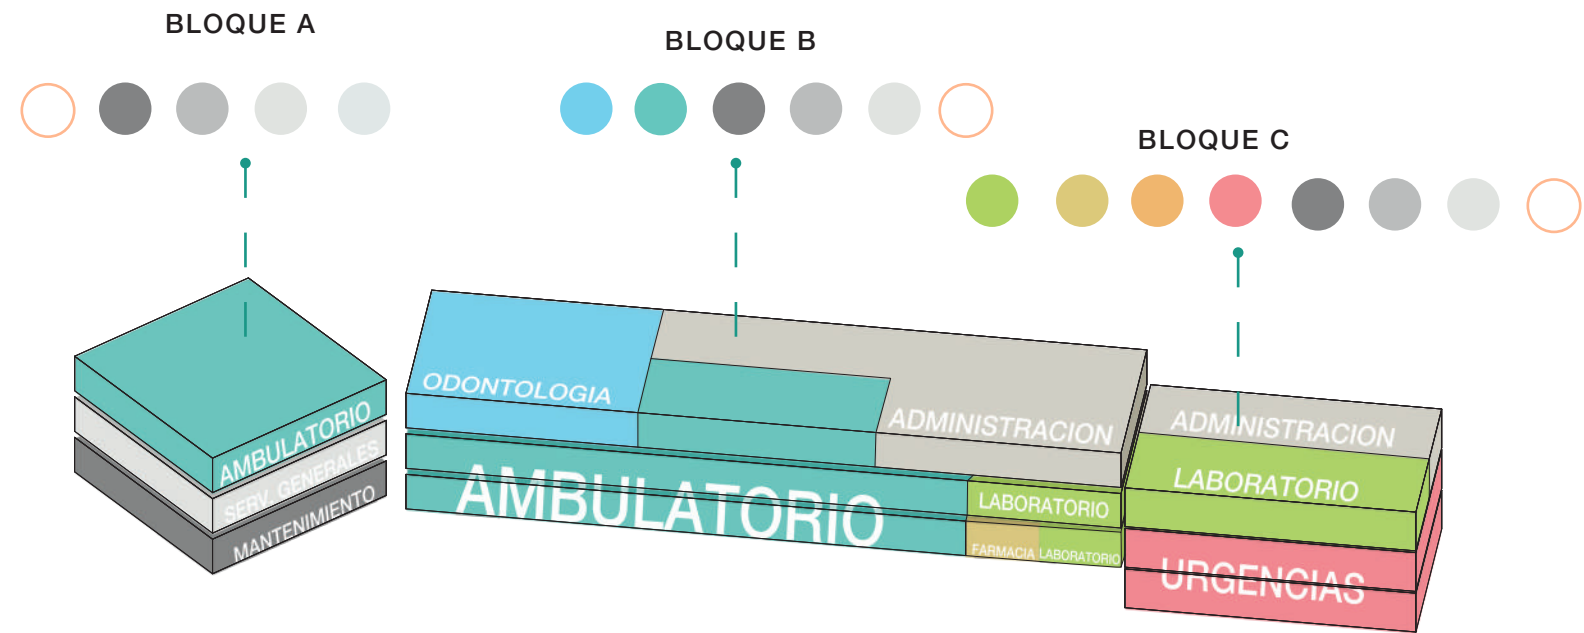 BLOQUE A
BLOQUE B
BLOQUE C
AMBULATORIO
SERV. GENERALES
MANTENIMIENTO
ODONTOLOGIA
ADMINISTRACION
AMBULATORIO
LABORATORIO
FARMACIA
LABORATORIO
ADMINISTRACION
LABORATORIO
URGENCIAS